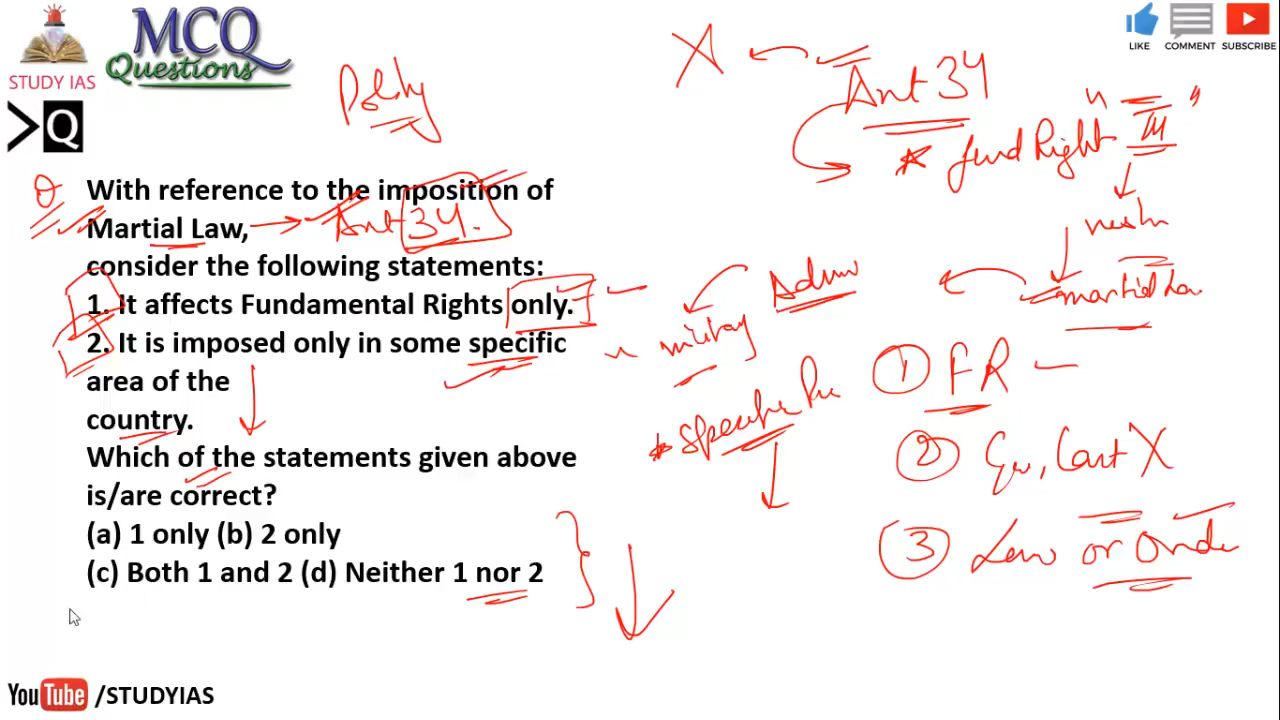 STUDY IAS
MCQ
Questions
>Q
Polity
LIKE
COMMENT
SUBSCRIBE
X
Art 34
* fund Right "III"
With reference to the imposition of
Martial Law, → Art 34.
consider the following statements:
1. It affects Fundamental Rights only.
2. It is imposed only in some specific
area of the
country.
Which of the statements given above
is/are correct?
(a) 1 only (b) 2 only
(c) Both 1 and 2 (d) Neither 1 nor 2
martial La
military
* Specific
① FR
② Court X
③ Law or Orde
YouTube /STUDYIAS